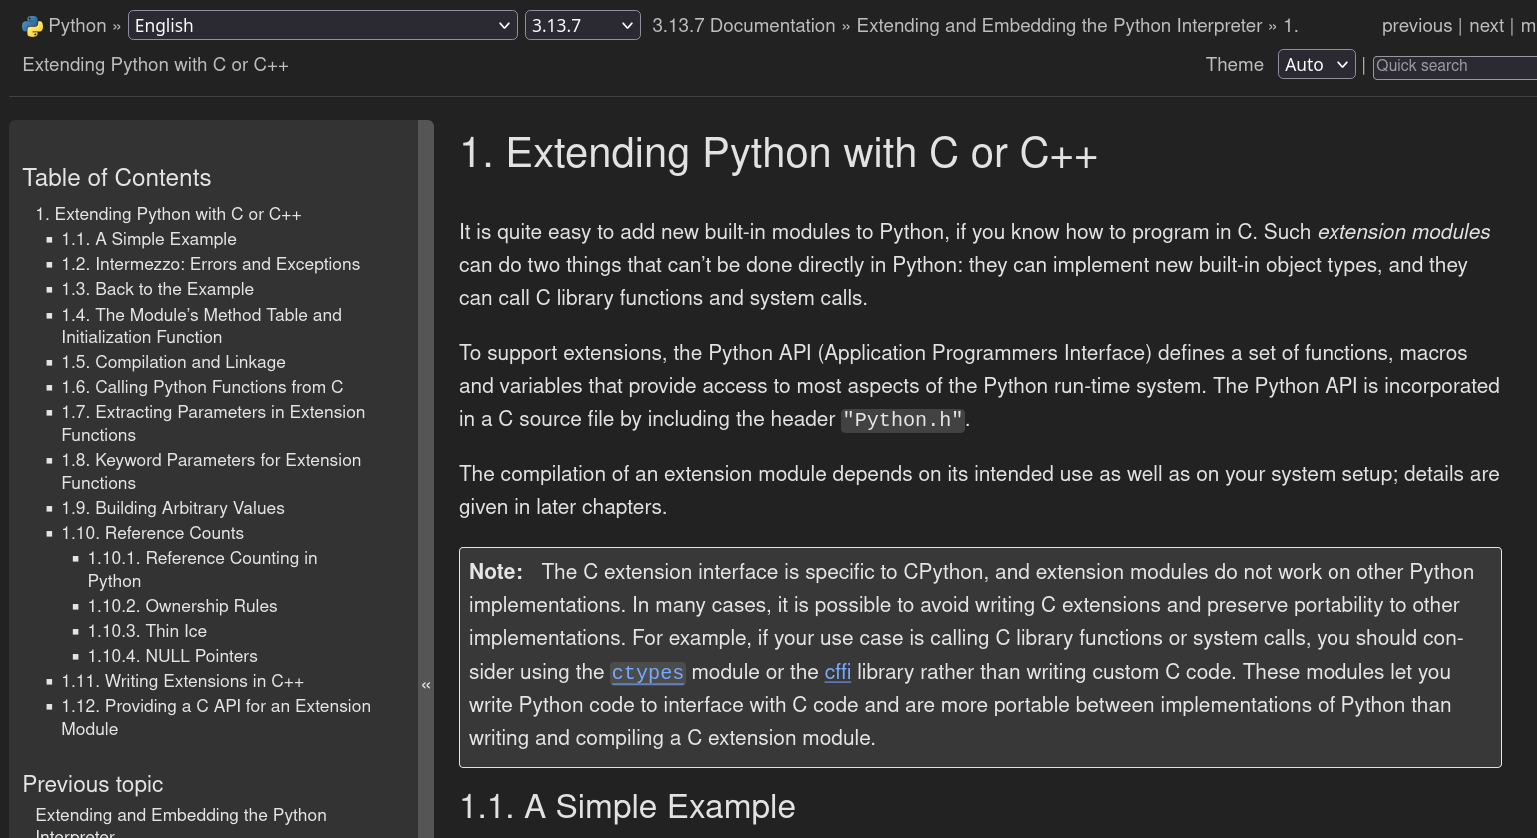 Python » English 3.13.7 3.13.7 Documentation » Extending and Embedding the Python Interpreter » 1. previous | next | m
Extending Python with C or C++ Theme Auto | Quick search
Table of Contents
1. Extending Python with C or C++
▪ 1.1. A Simple Example
▪ 1.2. Intermezzo: Errors and Exceptions
▪ 1.3. Back to the Example
▪ 1.4. The Module’s Method Table and
Initialization Function
▪ 1.5. Compilation and Linkage
▪ 1.6. Calling Python Functions from C
▪ 1.7. Extracting Parameters in Extension
Functions
▪ 1.8. Keyword Parameters for Extension
Functions
▪ 1.9. Building Arbitrary Values
▪ 1.10. Reference Counts
▪ 1.10.1. Reference Counting in
Python
▪ 1.10.2. Ownership Rules
▪ 1.10.3. Thin Ice
▪ 1.10.4. NULL Pointers
▪ 1.11. Writing Extensions in C++
▪ 1.12. Providing a C API for an Extension
Module
Previous topic
Extending and Embedding the Python
Interpreter
«
1. Extending Python with C or C++
It is quite easy to add new built-in modules to Python, if you know how to program in C. Such extension modules
can do two things that can’t be done directly in Python: they can implement new built-in object types, and they
can call C library functions and system calls.
To support extensions, the Python API (Application Programmers Interface) defines a set of functions, macros
and variables that provide access to most aspects of the Python run-time system. The Python API is incorporated
in a C source file by including the header "Python.h".
The compilation of an extension module depends on its intended use as well as on your system setup; details are
given in later chapters.
Note: The C extension interface is specific to CPython, and extension modules do not work on other Python
implementations. In many cases, it is possible to avoid writing C extensions and preserve portability to other
implementations. For example, if your use case is calling C library functions or system calls, you should con-
sider using the ctypes module or the cffi library rather than writing custom C code. These modules let you
write Python code to interface with C code and are more portable between implementations of Python than
writing and compiling a C extension module.
1.1. A Simple Example